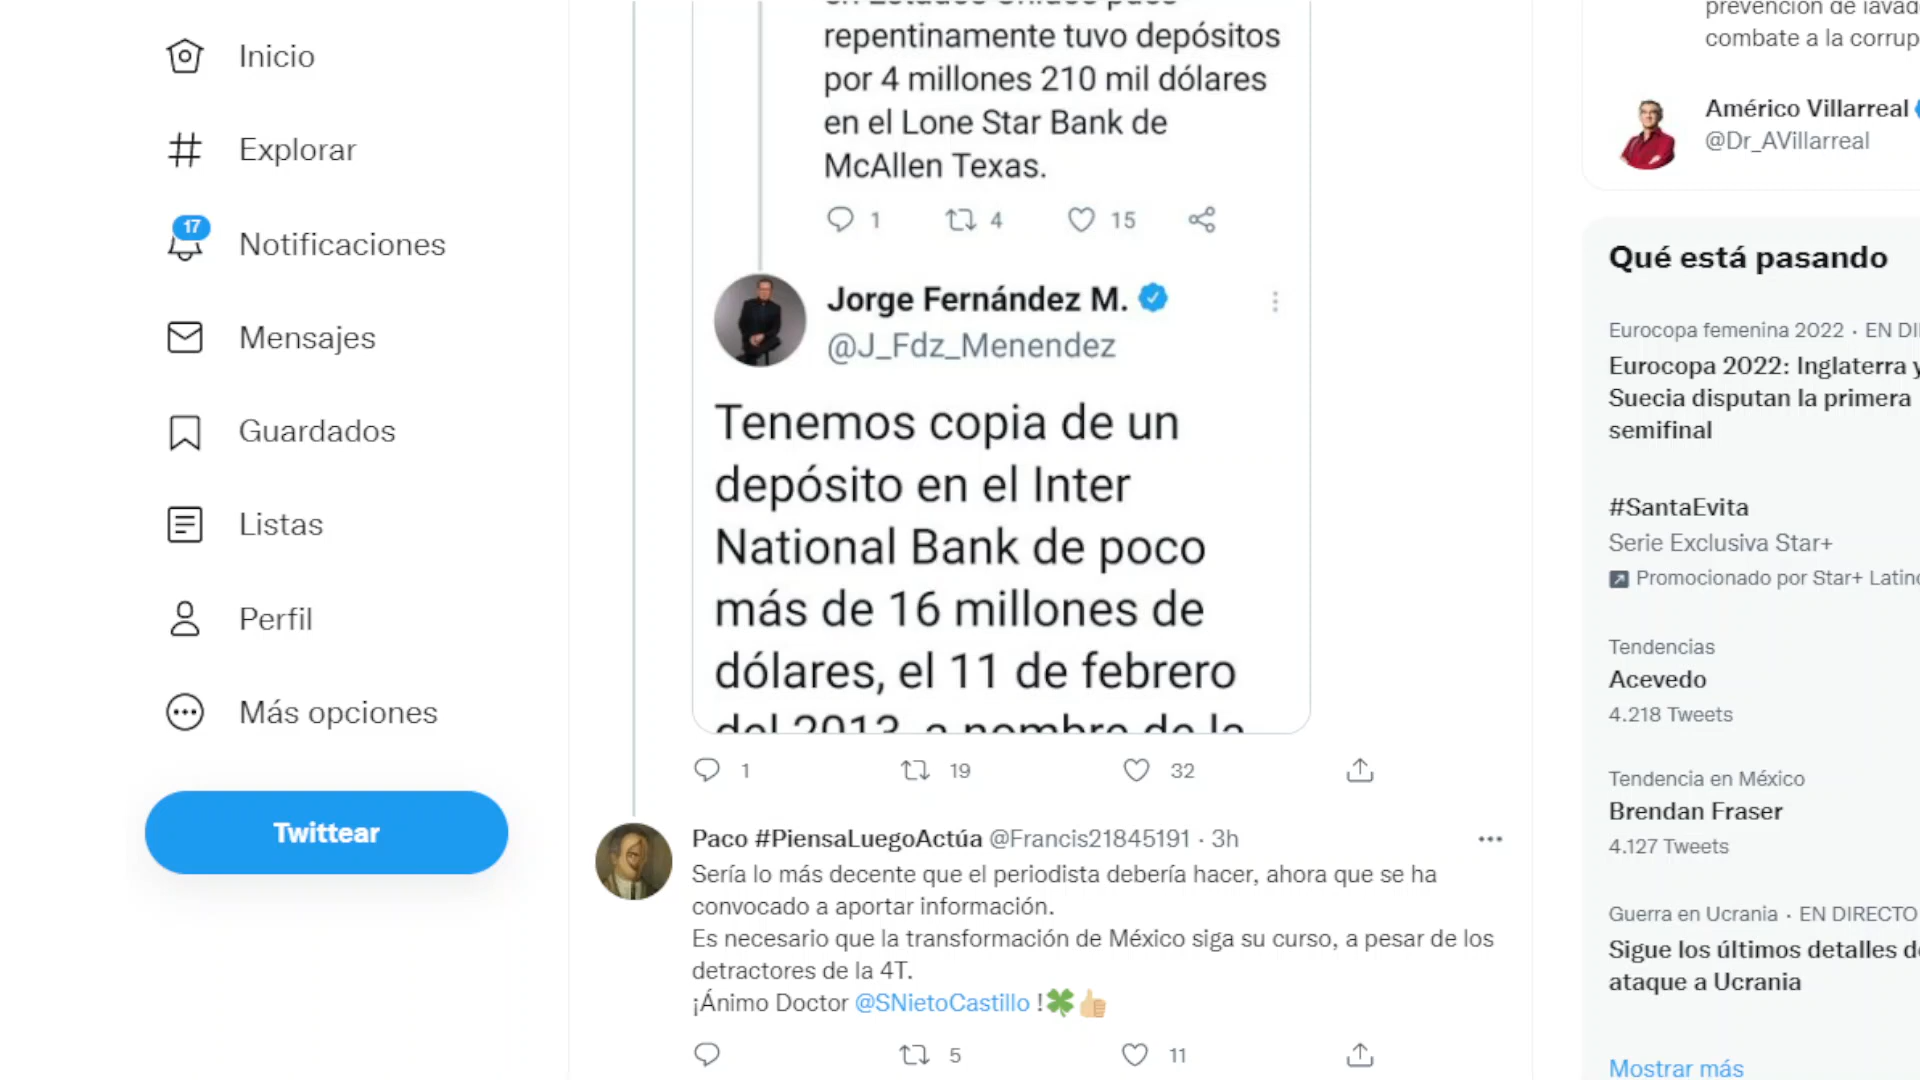 Inicio
Explorar
17
Notificaciones
Mensajes
Guardados
Listas
Perfil
Más opciones
Twittear
repentinamente tuvo depósitos
por 4 millones 210 mil dólares
en el Lone Star Bank de
McAllen Texas.
1 4 15
Jorge Fernández M.
@J_Fdz_Menendez
Tenemos copia de un
depósito en el Inter
National Bank de poco
más de 16 millones de
dólares, el 11 de febrero
del 2013, a nombre de la
1 19 32
Paco #PiensaLuegoActúa @Francis21845191 · 3h
Sería lo más decente que el periodista debería hacer, ahora que se ha
convocado a aportar información.
Es necesario que la transformación de México siga su curso, a pesar de los
detractores de la 4T.
¡Ánimo Doctor @SNietoCastillo !🍀👍🏼
5 11
prevención de lavad
combate a la corrup
Américo Villarreal
@Dr_AVillarreal
Qué está pasando
Eurocopa femenina 2022 · EN DI
Eurocopa 2022: Inglaterra y
Suecia disputan la primera
semifinal
#SantaEvita
Serie Exclusiva Star+
Promocionado por Star+ Latino
Tendencias
Acevedo
4.218 Tweets
Tendencia en México
Brendan Fraser
4.127 Tweets
Guerra en Ucrania · EN DIRECTO
Sigue los últimos detalles de
ataque a Ucrania
Mostrar más